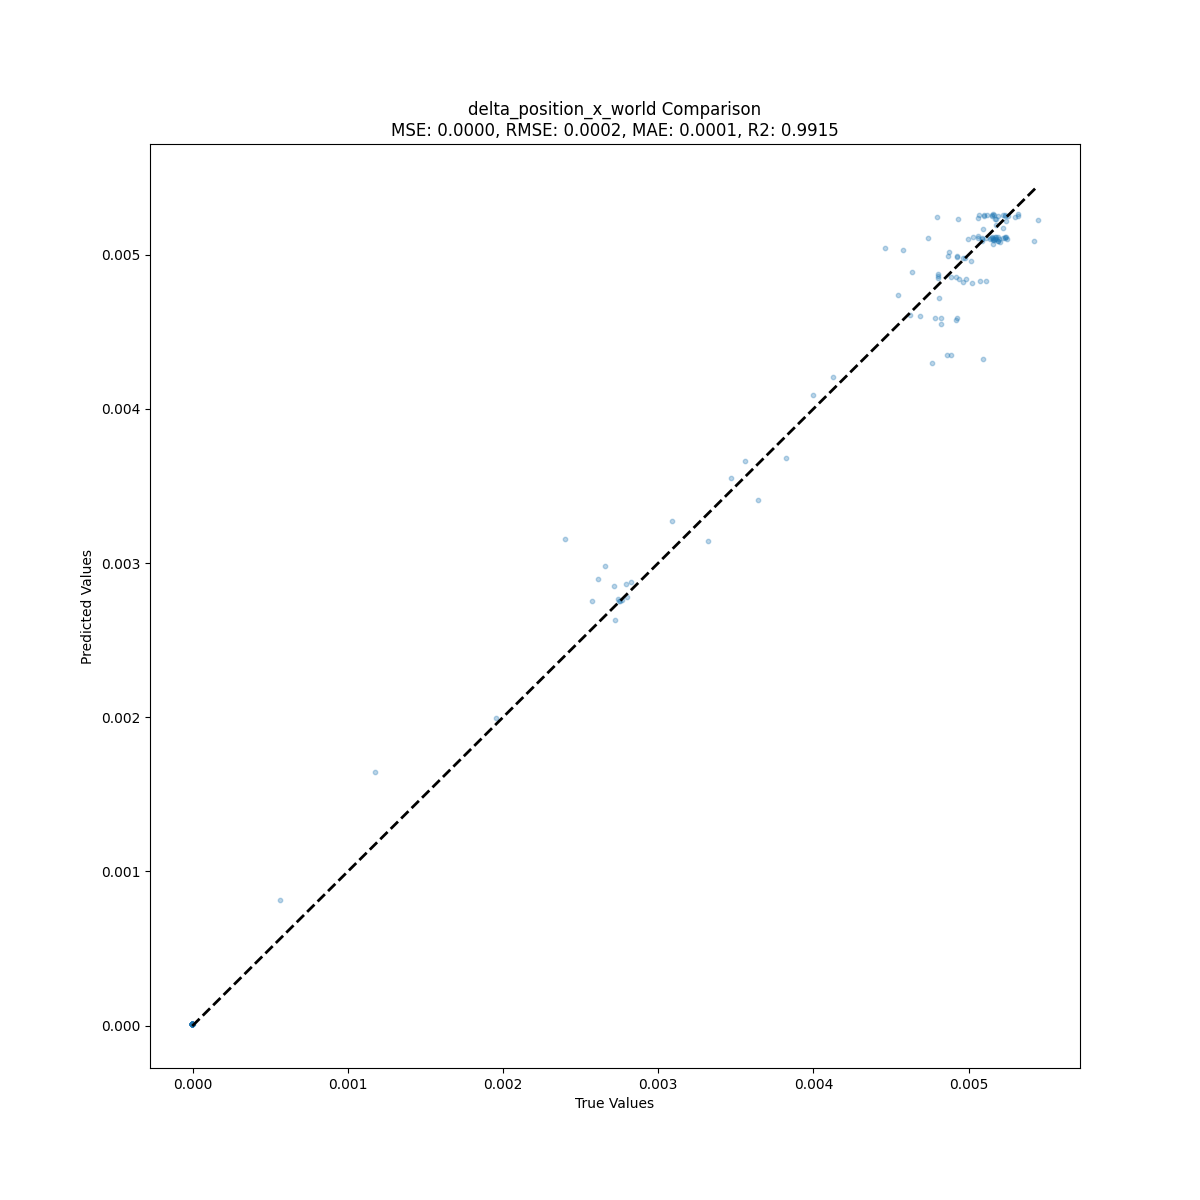 delta_position_x_world Comparison
MSE: 0.0000, RMSE: 0.0002, MAE: 0.0001, R2: 0.9915
Predicted Values
0.005
0.004
0.003
0.002
0.001
0.000
0.000 0.001 0.002 0.003 0.004 0.005
True Values